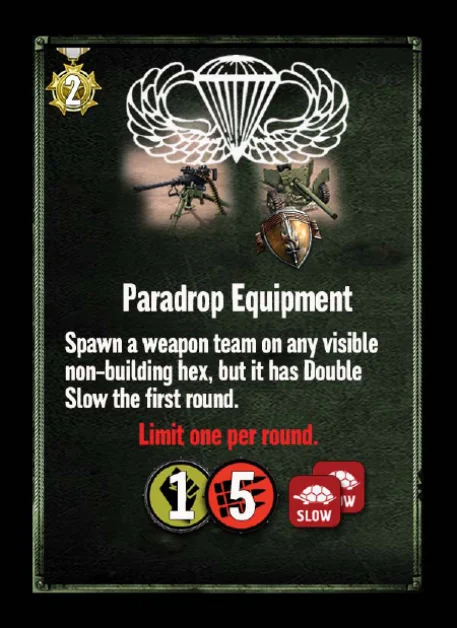 2
Paradrop Equipment
Spawn a weapon team on any visible
non-building hex, but it has Double
Slow the first round.
Limit one per round.
1 5
SLOW